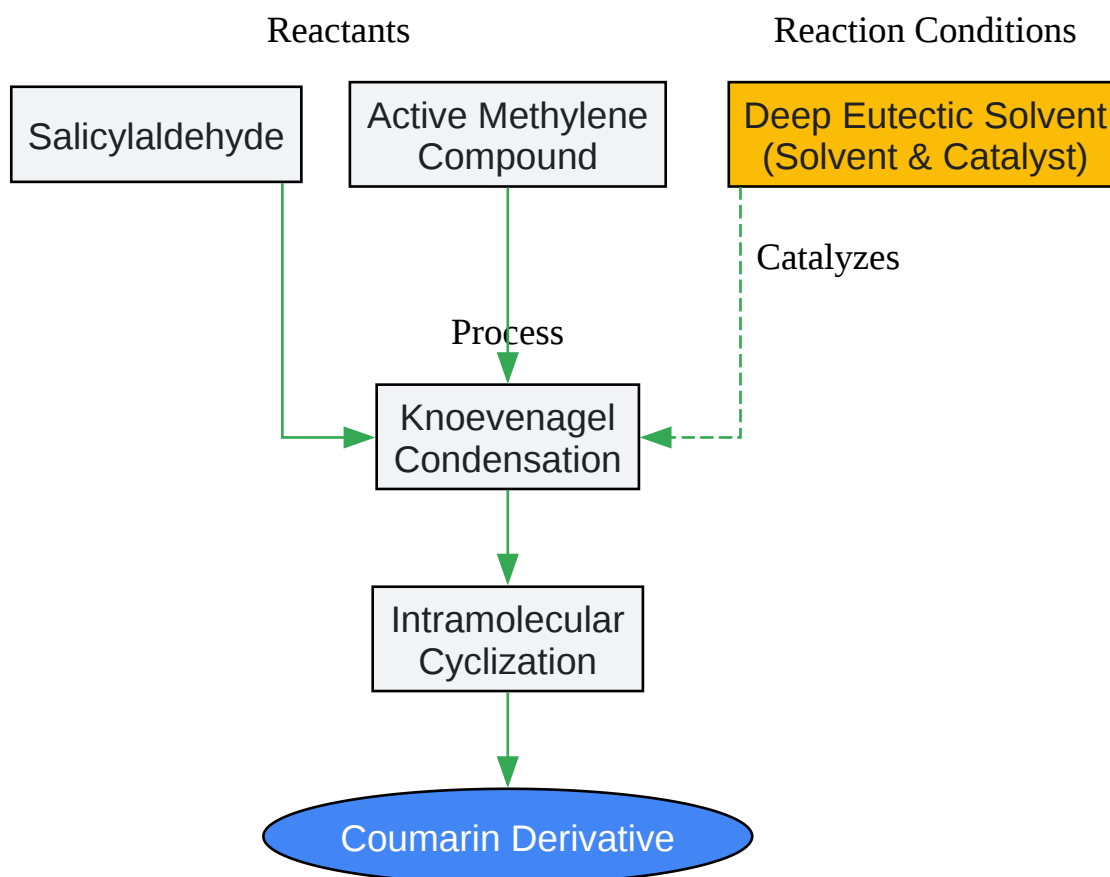 Reactants
Reaction Conditions
Salicylaldehyde
Active Methylene
Compound
Deep Eutectic Solvent
(Solvent & Catalyst)
Catalyzes
Process
Knoevenagel
Condensation
Intramolecular
Cyclization
Coumarin Derivative